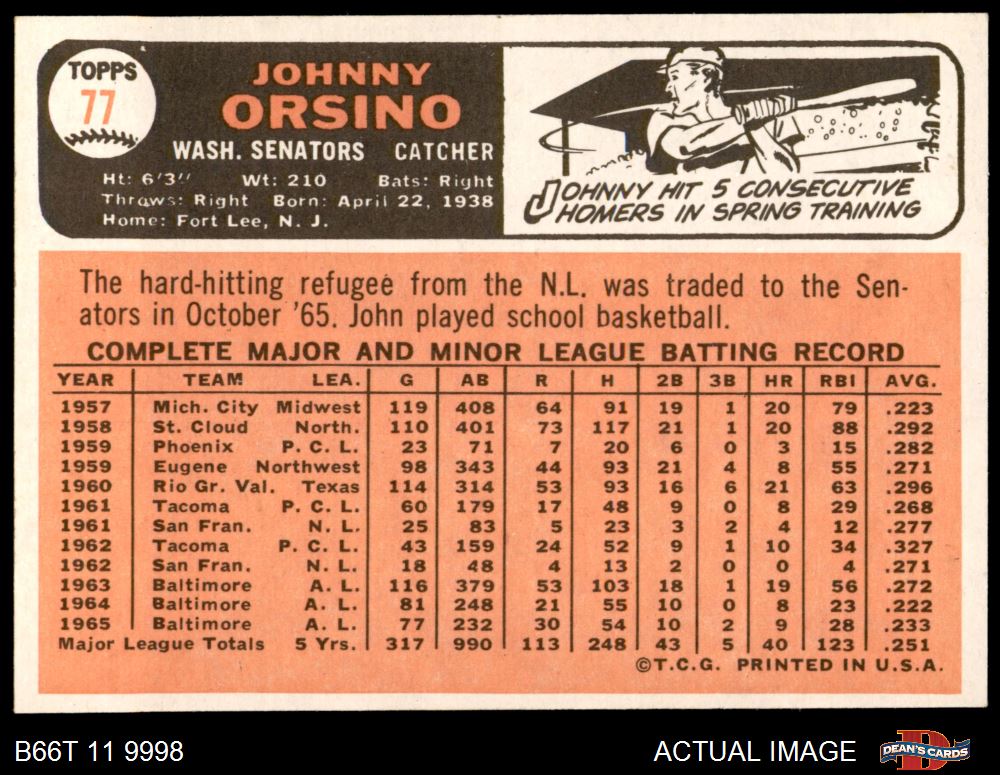 TOPPS
77
JOHNNY
ORSINO
WASH. SENATORS CATCHER
Ht: 6'3" Wt: 210 Bats: Right
Throws: Right Born: April 22, 1938
Home: Fort Lee, N. J.
JOHNNY HIT 5 CONSECUTIVE
HOMERS IN SPRING TRAINING
The hard-hitting refugee from the N.L. was traded to the Sen-
ators in October '65. John played school basketball.
COMPLETE MAJOR AND MINOR LEAGUE BATTING RECORD
YEAR TEAM LEA. G AB R H 2B 3B HR RBI AVG.
1957 Mich. City Midwest 119 408 64 91 19 1 20 79 .223
1958 St. Cloud North. 110 401 73 117 21 1 20 88 .292
1959 Phoenix P. C. L. 23 71 7 20 6 0 3 15 .282
1959 Eugene Northwest 98 343 44 93 21 4 8 55 .271
1960 Rio Gr. Val. Texas 114 314 53 93 16 6 21 63 .296
1961 Tacoma P. C. L. 60 179 17 48 9 0 8 29 .268
1961 San Fran. N. L. 25 83 5 23 3 2 4 12 .277
1962 Tacoma P. C. L. 43 159 24 52 9 1 10 34 .327
1962 San Fran. N. L. 18 48 4 13 2 0 0 4 .271
1963 Baltimore A. L. 116 379 53 103 18 1 19 56 .272
1964 Baltimore A. L. 81 248 21 55 10 0 8 23 .222
1965 Baltimore A. L. 77 232 30 54 10 2 9 28 .233
Major League Totals 5 Yrs. 317 990 113 248 43 5 40 123 .251
©T.C.G. PRINTED IN U.S.A.
B66T 11 9998
ACTUAL IMAGE
DEAN'S CARDS